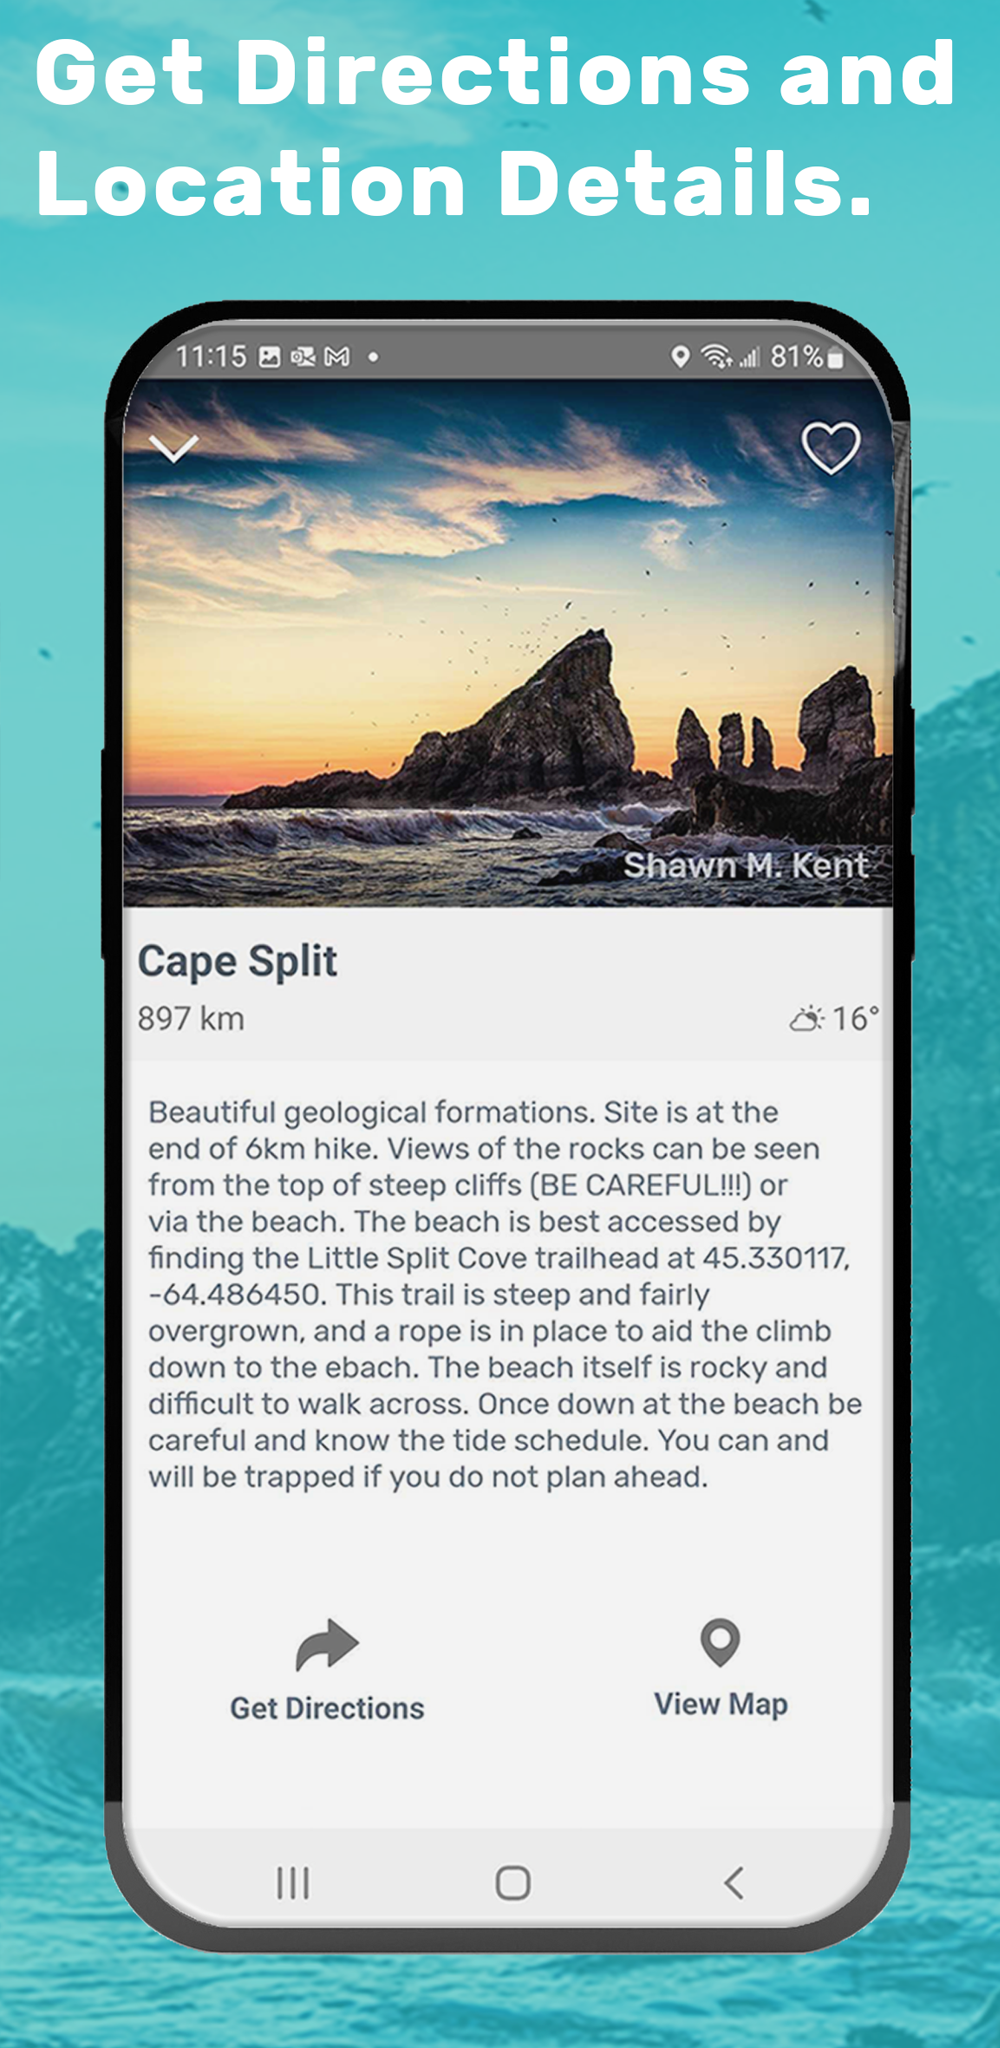 Get Directions and
Location Details.
11:15
81%
Shawn M. Kent
Cape Split
897 km
16°
Beautiful geological formations. Site is at the
end of 6km hike. Views of the rocks can be seen
from the top of steep cliffs (BE CAREFUL!!!) or
via the beach. The beach is best accessed by
finding the Little Split Cove trailhead at 45.330117,
-64.486450. This trail is steep and fairly
overgrown, and a rope is in place to aid the climb
down to the ebach. The beach itself is rocky and
difficult to walk across. Once down at the beach be
careful and know the tide schedule. You can and
will be trapped if you do not plan ahead.
Get Directions
View Map